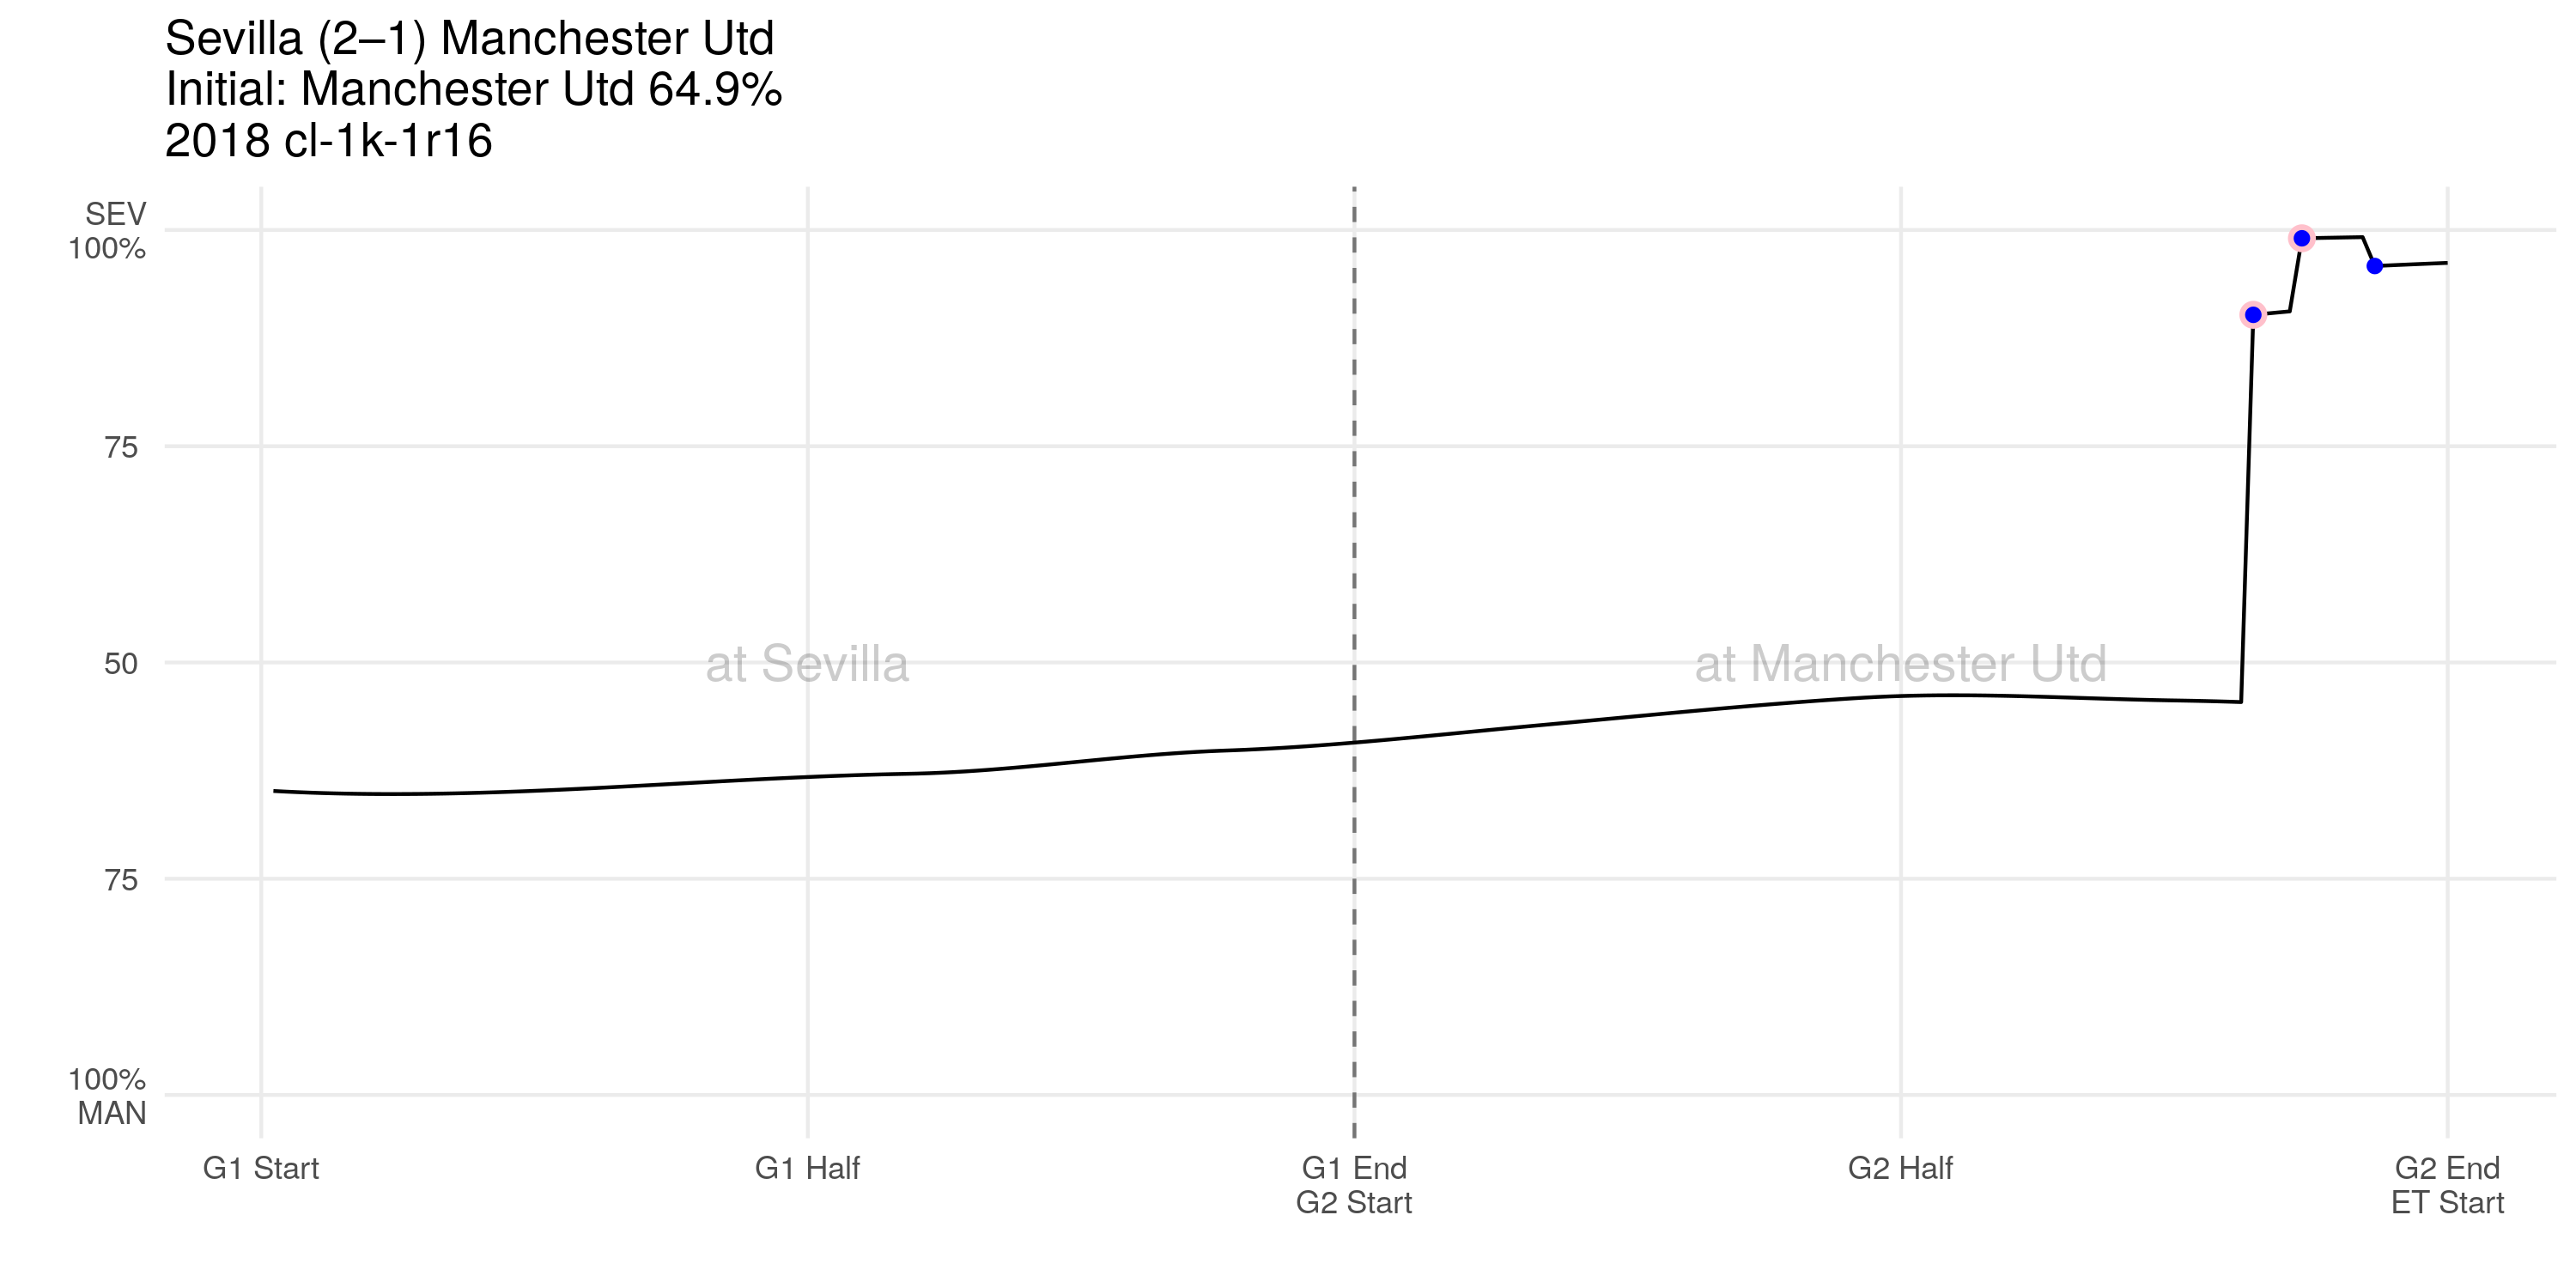 Sevilla (2–1) Manchester Utd
Initial: Manchester Utd 64.9%
2018 cl-1k-1r16
SEV
100%
75
50
75
100%
MAN
at Sevilla
at Manchester Utd
G1 Start
G1 Half
G1 End
G2 Start
G2 Half
G2 End
ET Start